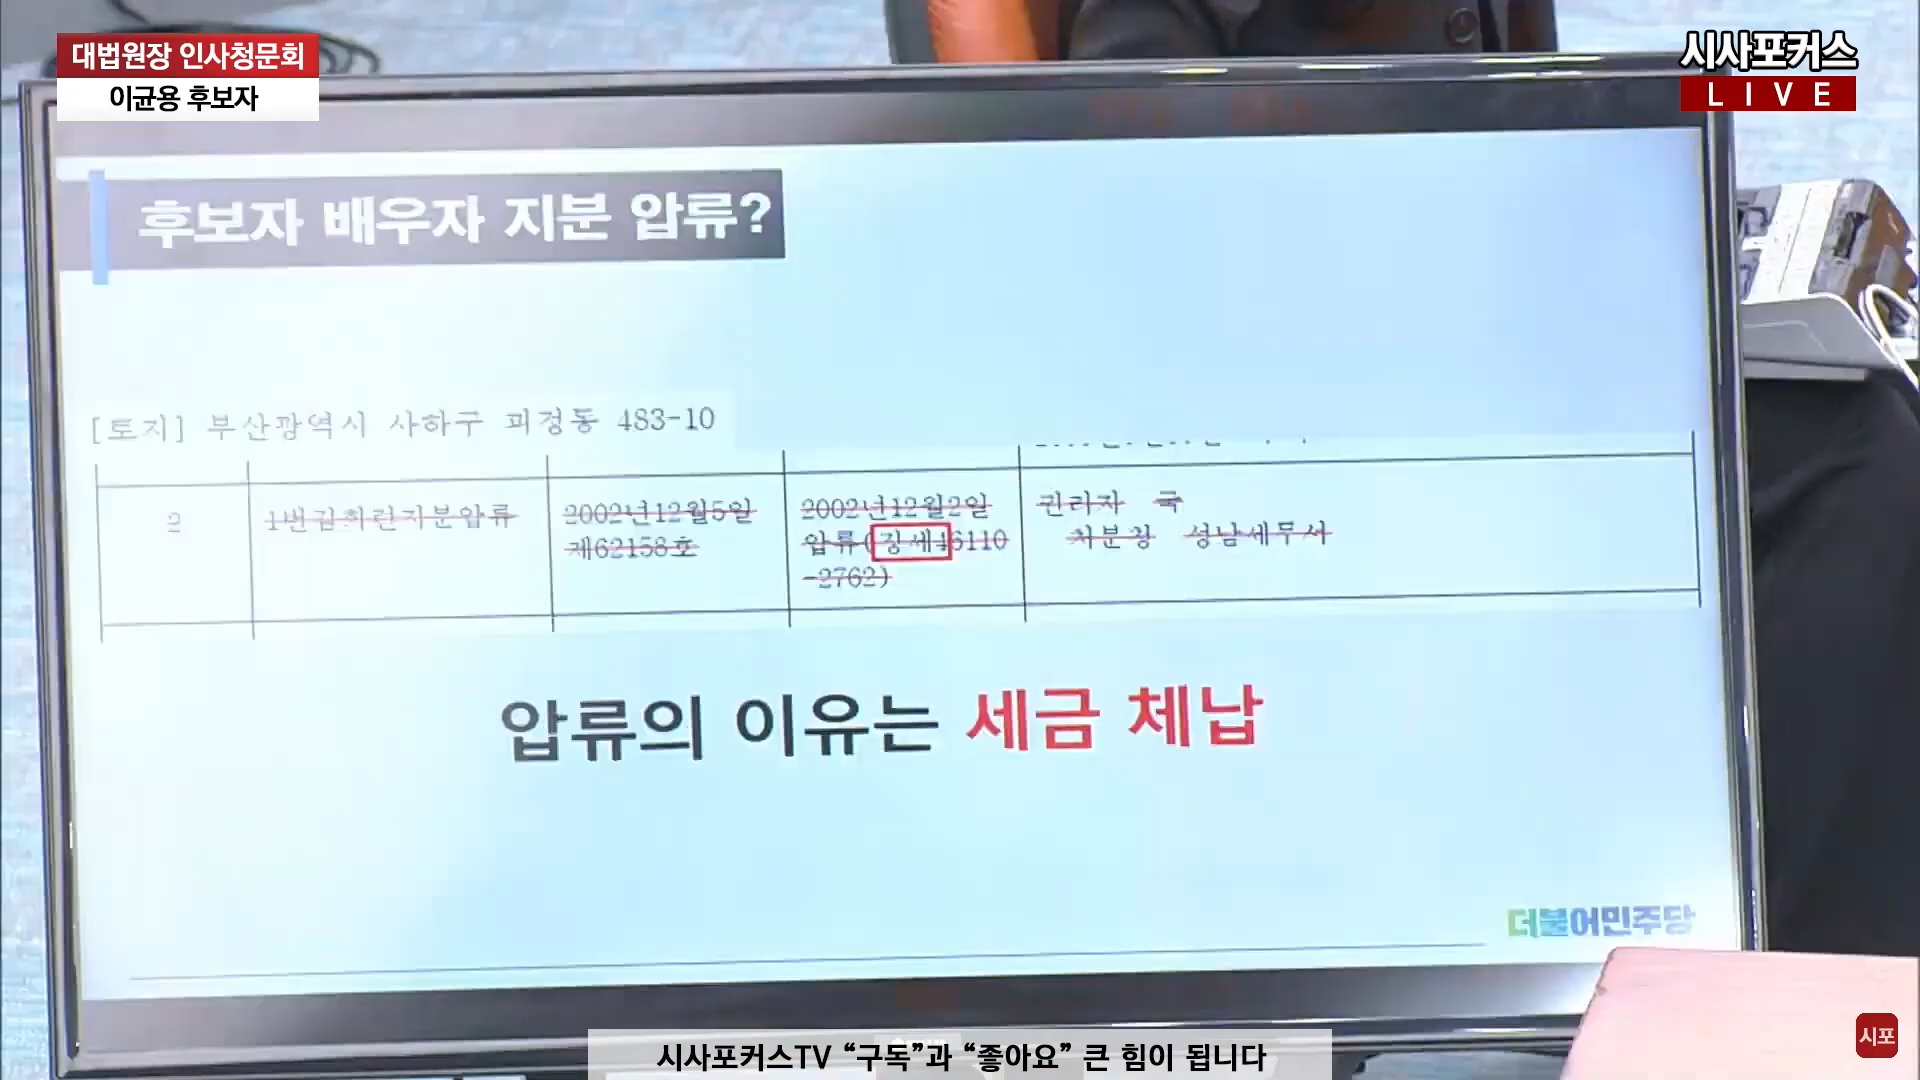 대법원장 인사청문회
이균용 후보자
시사포커스
LIVE
후보자 배우자 지분 압류?
[토지] 부산광역시 사하구 괴정동 483-10
2
1번김희린지분압류
2002년12월5일
제62158호
2002년12월2일
압류(징세46110
-2762)
권리자 국
처분청 성남세무서
압류의 이유는 세금 체납
더불어민주당
시사포커스TV “구독”과 “좋아요” 큰 힘이 됩니다
시포